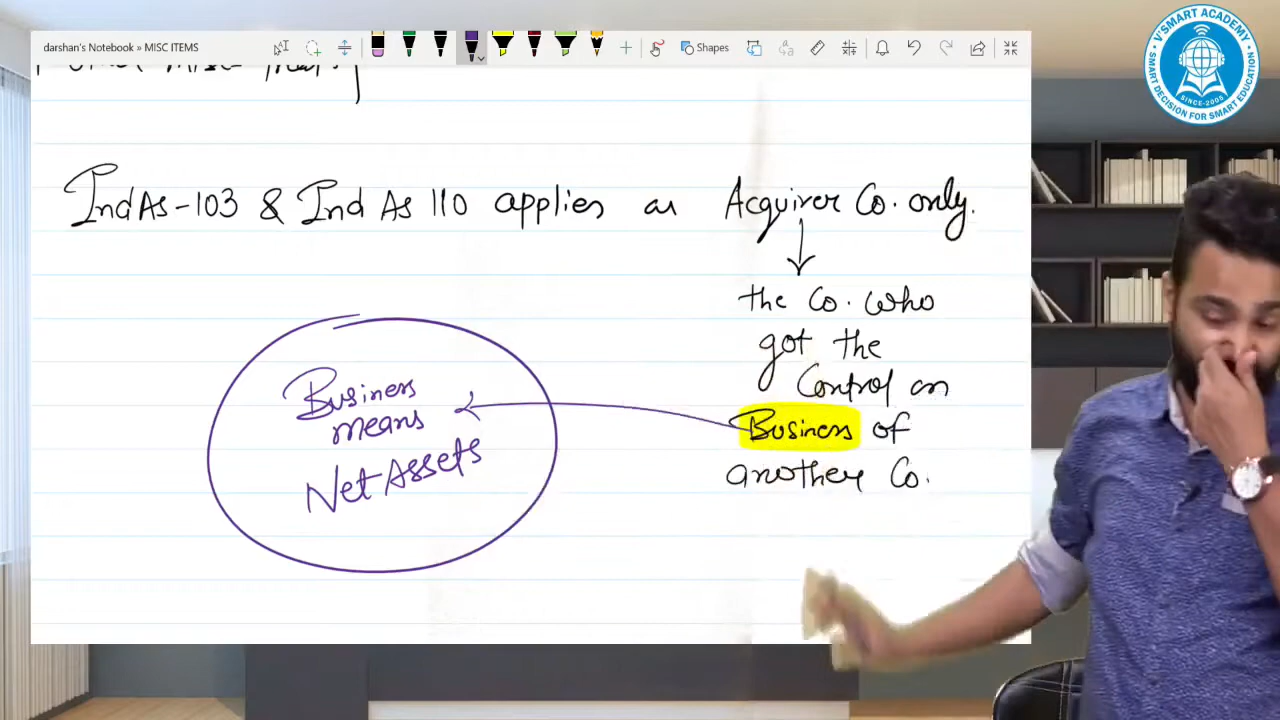 darshan's Notebook » MISC ITEMS
Shapes
V'SMART ACADEMY
SMART DECISION FOR SMART EDUCATION
SINCE-2005
IndAs-103 & Ind As 110 applies on Acquirer Co. only.
the Co. who
got the
Control on
Business of
another Co.
Business
means
Net Assets